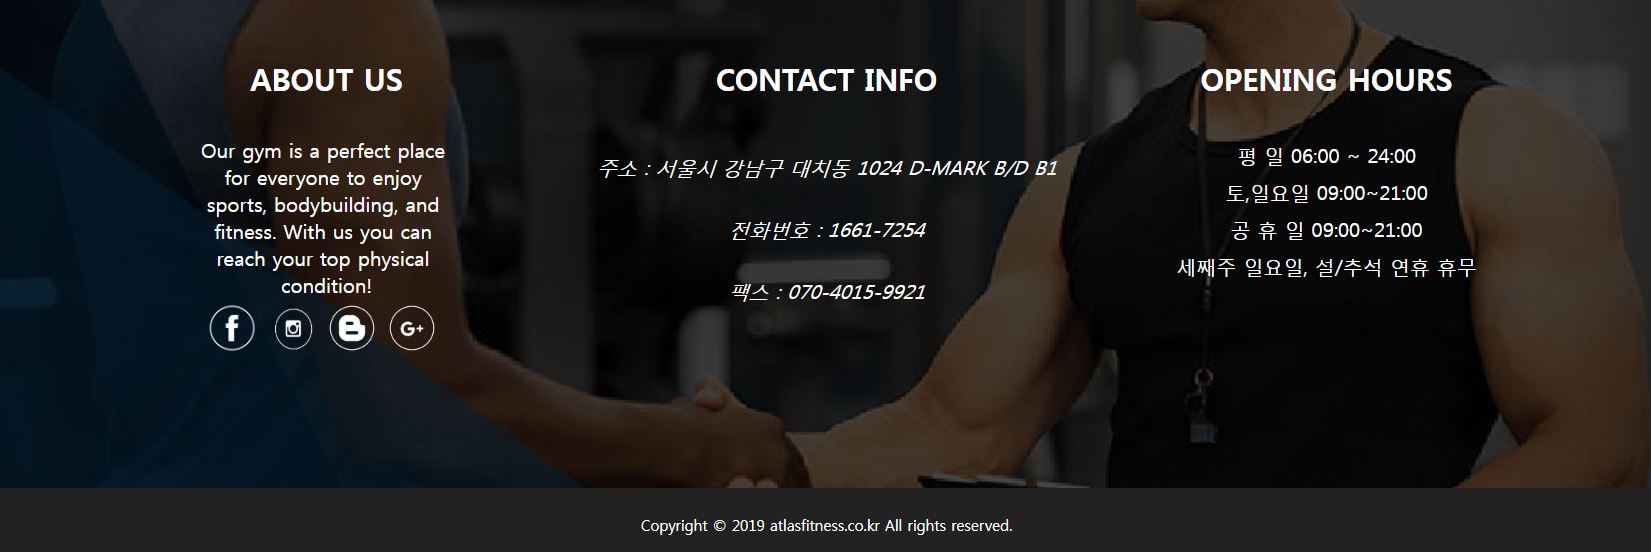 ABOUT US
Our gym is a perfect place
for everyone to enjoy
sports, bodybuilding, and
fitness. With us you can
reach your top physical
condition!
CONTACT INFO
주소 : 서울시 강남구 대치동 1024 D-MARK B/D B1
전화번호 : 1661-7254
팩스 : 070-4015-9921
OPENING HOURS
평 일 06:00 ~ 24:00
토,일요일 09:00~21:00
공 휴 일 09:00~21:00
세째주 일요일, 설/추석 연휴 휴무
Copyright © 2019 atlasfitness.co.kr All rights reserved.